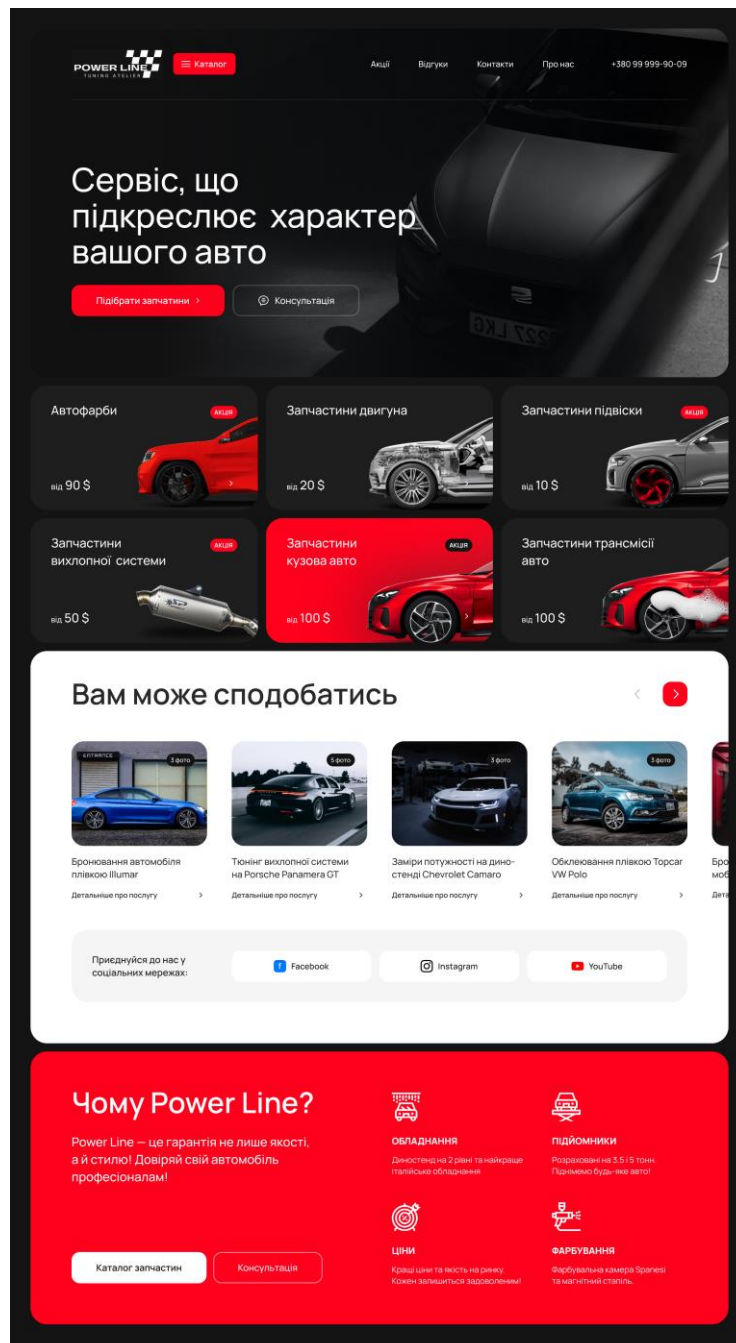 POWER LINE
TUNING ATELIER
Каталог
Акції
Відгуки
Контакти
Про нас
+380 99 999-90-09
Сервіс, що
підкреслює характер
вашого авто
Підібрати запчатини
Консультація
Автофарби
АКЦІЯ
від 90 $
Запчастини двигуна
від 20 $
Запчастини підвіски
АКЦІЯ
від 10 $
Запчастини
вихлопної системи
АКЦІЯ
від 50 $
Запчастини
кузова авто
АКЦІЯ
від 100 $
Запчастини трансмісії
авто
від 100 $
Вам може сподобатись
ENTRANCE
3 фото
5 фото
3 фото
3 фото
Бронювання автомобіля
плівкою Illumar
Детальніше про послугу
Тюнінг вихлопної системи
на Porsche Panamera GT
Детальніше про послугу
Заміри потужності на дино-
стенді Chevrolet Camaro
Детальніше про послугу
Обклеювання плівкою Topcar
VW Polo
Детальніше про послугу
Бро
моб
Дета
Приєднуйся до нас у
соціальних мережах:
Facebook
Instagram
YouTube
Чому Power Line?
Power Line — це гарантія не лише якості,
а й стилю! Довіряй свій автомобіль
професіоналам!
Каталог запчастин
Консультація
ОБЛАДНАННЯ
Диностенд на 2 рівні та найкраще
італійське обладнання
ПІДЙОМНИКИ
Розраховані на 3,5 і 5 тонн.
Піднімемо будь-яке авто!
ЦІНИ
Кращі ціни та якість на ринку.
Кожен залишиться задоволеним!
ФАРБУВАННЯ
Фарбувальна камера Spanesi
та магнітний стапіль.